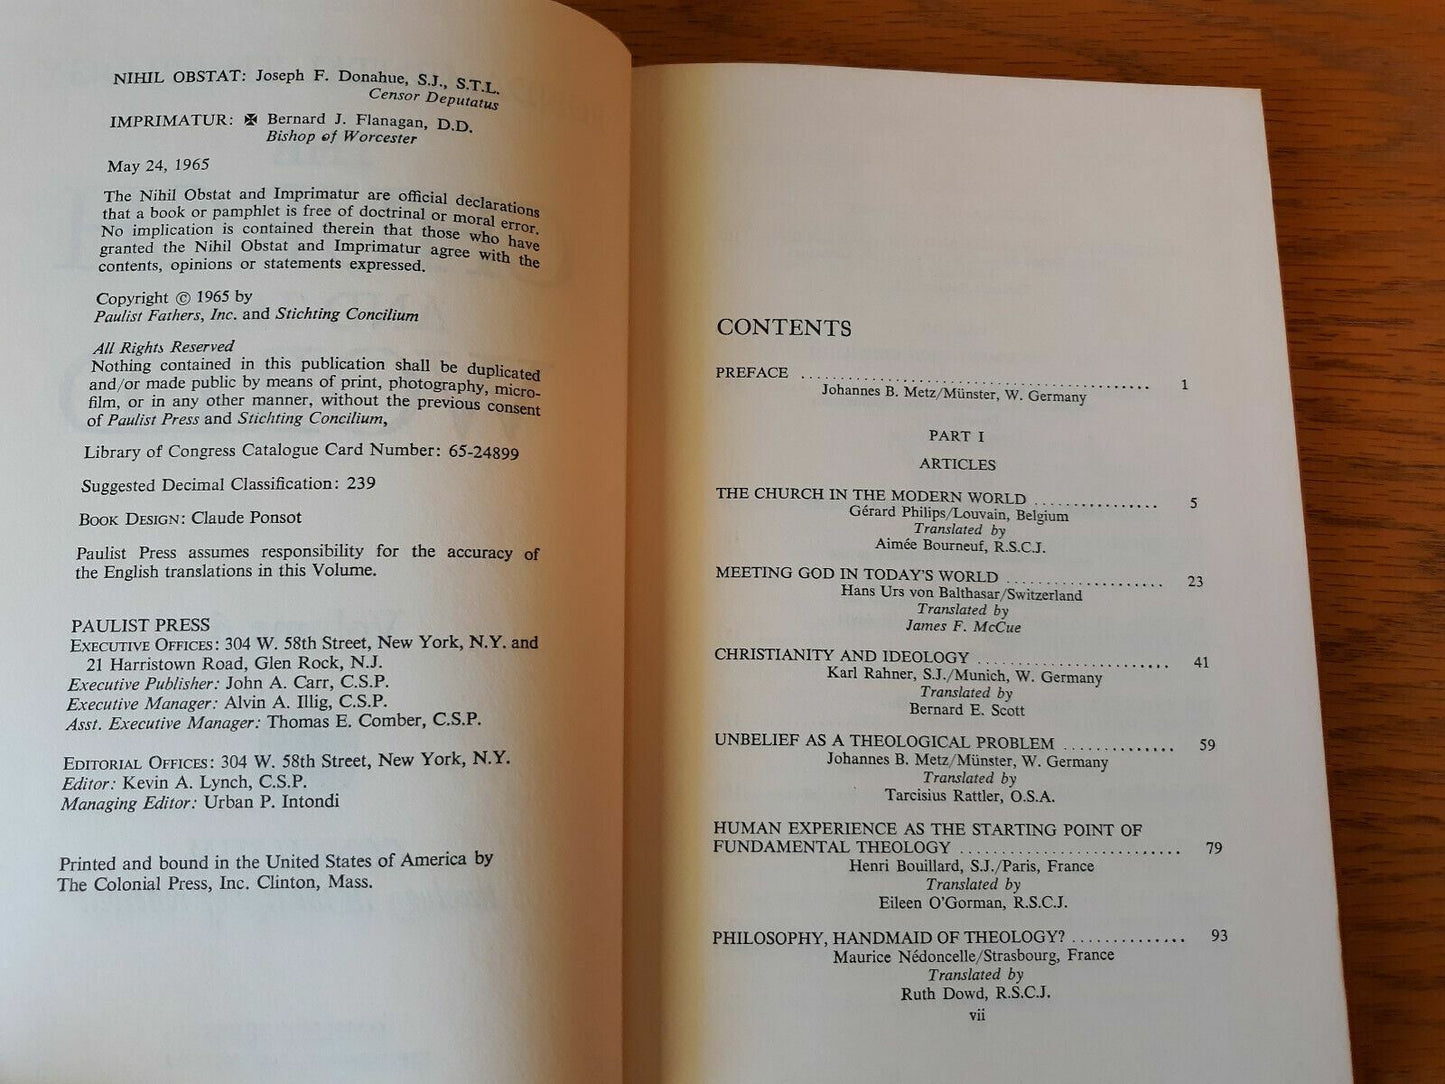 NIHIL OBSTAT: Joseph F. Donahue, S.J., S.T.L.
Censor Deputatus
IMPRIMATUR: ✠ Bernard J. Flanagan, D.D.
Bishop of Worcester
May 24, 1965
The Nihil Obstat and Imprimatur are official declarations
that a book or pamphlet is free of doctrinal or moral error.
No implication is contained therein that those who have
granted the Nihil Obstat and Imprimatur agree with the
contents, opinions or statements expressed.
Copyright © 1965 by
Paulist Fathers, Inc. and Stichting Concilium
All Rights Reserved
Nothing contained in this publication shall be duplicated
and/or made public by means of print, photography, micro-
film, or in any other manner, without the previous consent
of Paulist Press and Stichting Concilium,
Library of Congress Catalogue Card Number: 65-24899
Suggested Decimal Classification: 239
BOOK DESIGN: Claude Ponsot
Paulist Press assumes responsibility for the accuracy of
the English translations in this Volume.
PAULIST PRESS
EXECUTIVE OFFICES: 304 W. 58th Street, New York, N.Y. and
21 Harristown Road, Glen Rock, N.J.
Executive Publisher: John A. Carr, C.S.P.
Executive Manager: Alvin A. Illig, C.S.P.
Asst. Executive Manager: Thomas E. Comber, C.S.P.
EDITORIAL OFFICES: 304 W. 58th Street, New York, N.Y.
Editor: Kevin A. Lynch, C.S.P.
Managing Editor: Urban P. Intondi
Printed and bound in the United States of America by
The Colonial Press, Inc. Clinton, Mass.
CONTENTS
PREFACE ........................................ 1
Johannes B. Metz/Münster, W. Germany
PART I
ARTICLES
THE CHURCH IN THE MODERN WORLD ............... 5
Gérard Philips/Louvain, Belgium
Translated by
Aimée Bourneuf, R.S.C.J.
MEETING GOD IN TODAY'S WORLD ................... 23
Hans Urs von Balthasar/Switzerland
Translated by
James F. McCue
CHRISTIANITY AND IDEOLOGY ........................ 41
Karl Rahner, S.J./Munich, W. Germany
Translated by
Bernard E. Scott
UNBELIEF AS A THEOLOGICAL PROBLEM .............. 59
Johannes B. Metz/Münster, W. Germany
Translated by
Tarcisius Rattler, O.S.A.
HUMAN EXPERIENCE AS THE STARTING POINT OF
FUNDAMENTAL THEOLOGY ........................... 79
Henri Bouillard, S.J./Paris, France
Translated by
Eileen O'Gorman, R.S.C.J.
PHILOSOPHY, HANDMAID OF THEOLOGY? .............. 93
Maurice Nédoncelle/Strasbourg, France
Translated by
Ruth Dowd, R.S.C.J.
vii